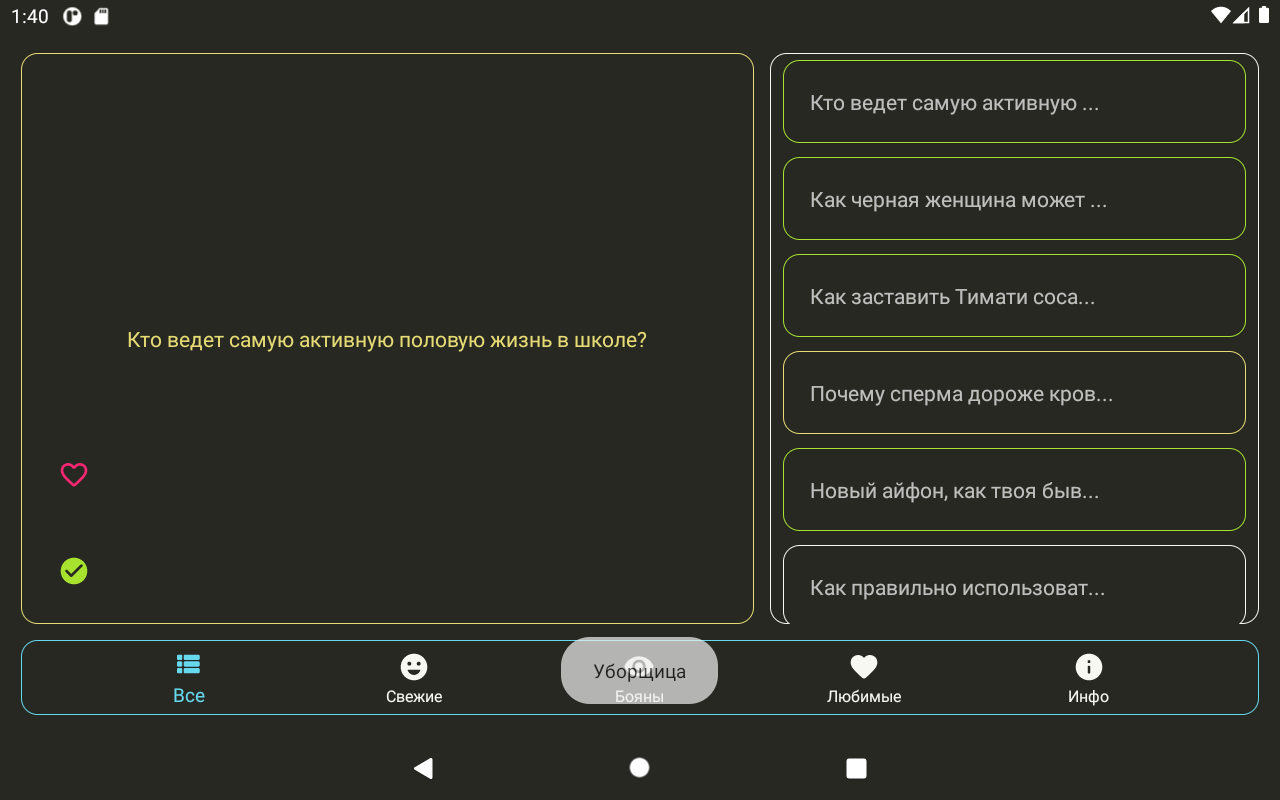 1:40
Кто ведет самую активную половую жизнь в школе?
Кто ведет самую активную ...
Как черная женщина может ...
Как заставить Тимати соса...
Почему сперма дороже кров...
Новый айфон, как твоя быв...
Как правильно использоват...
Уборщица
Все
Свежие
Бояны
Любимые
Инфо